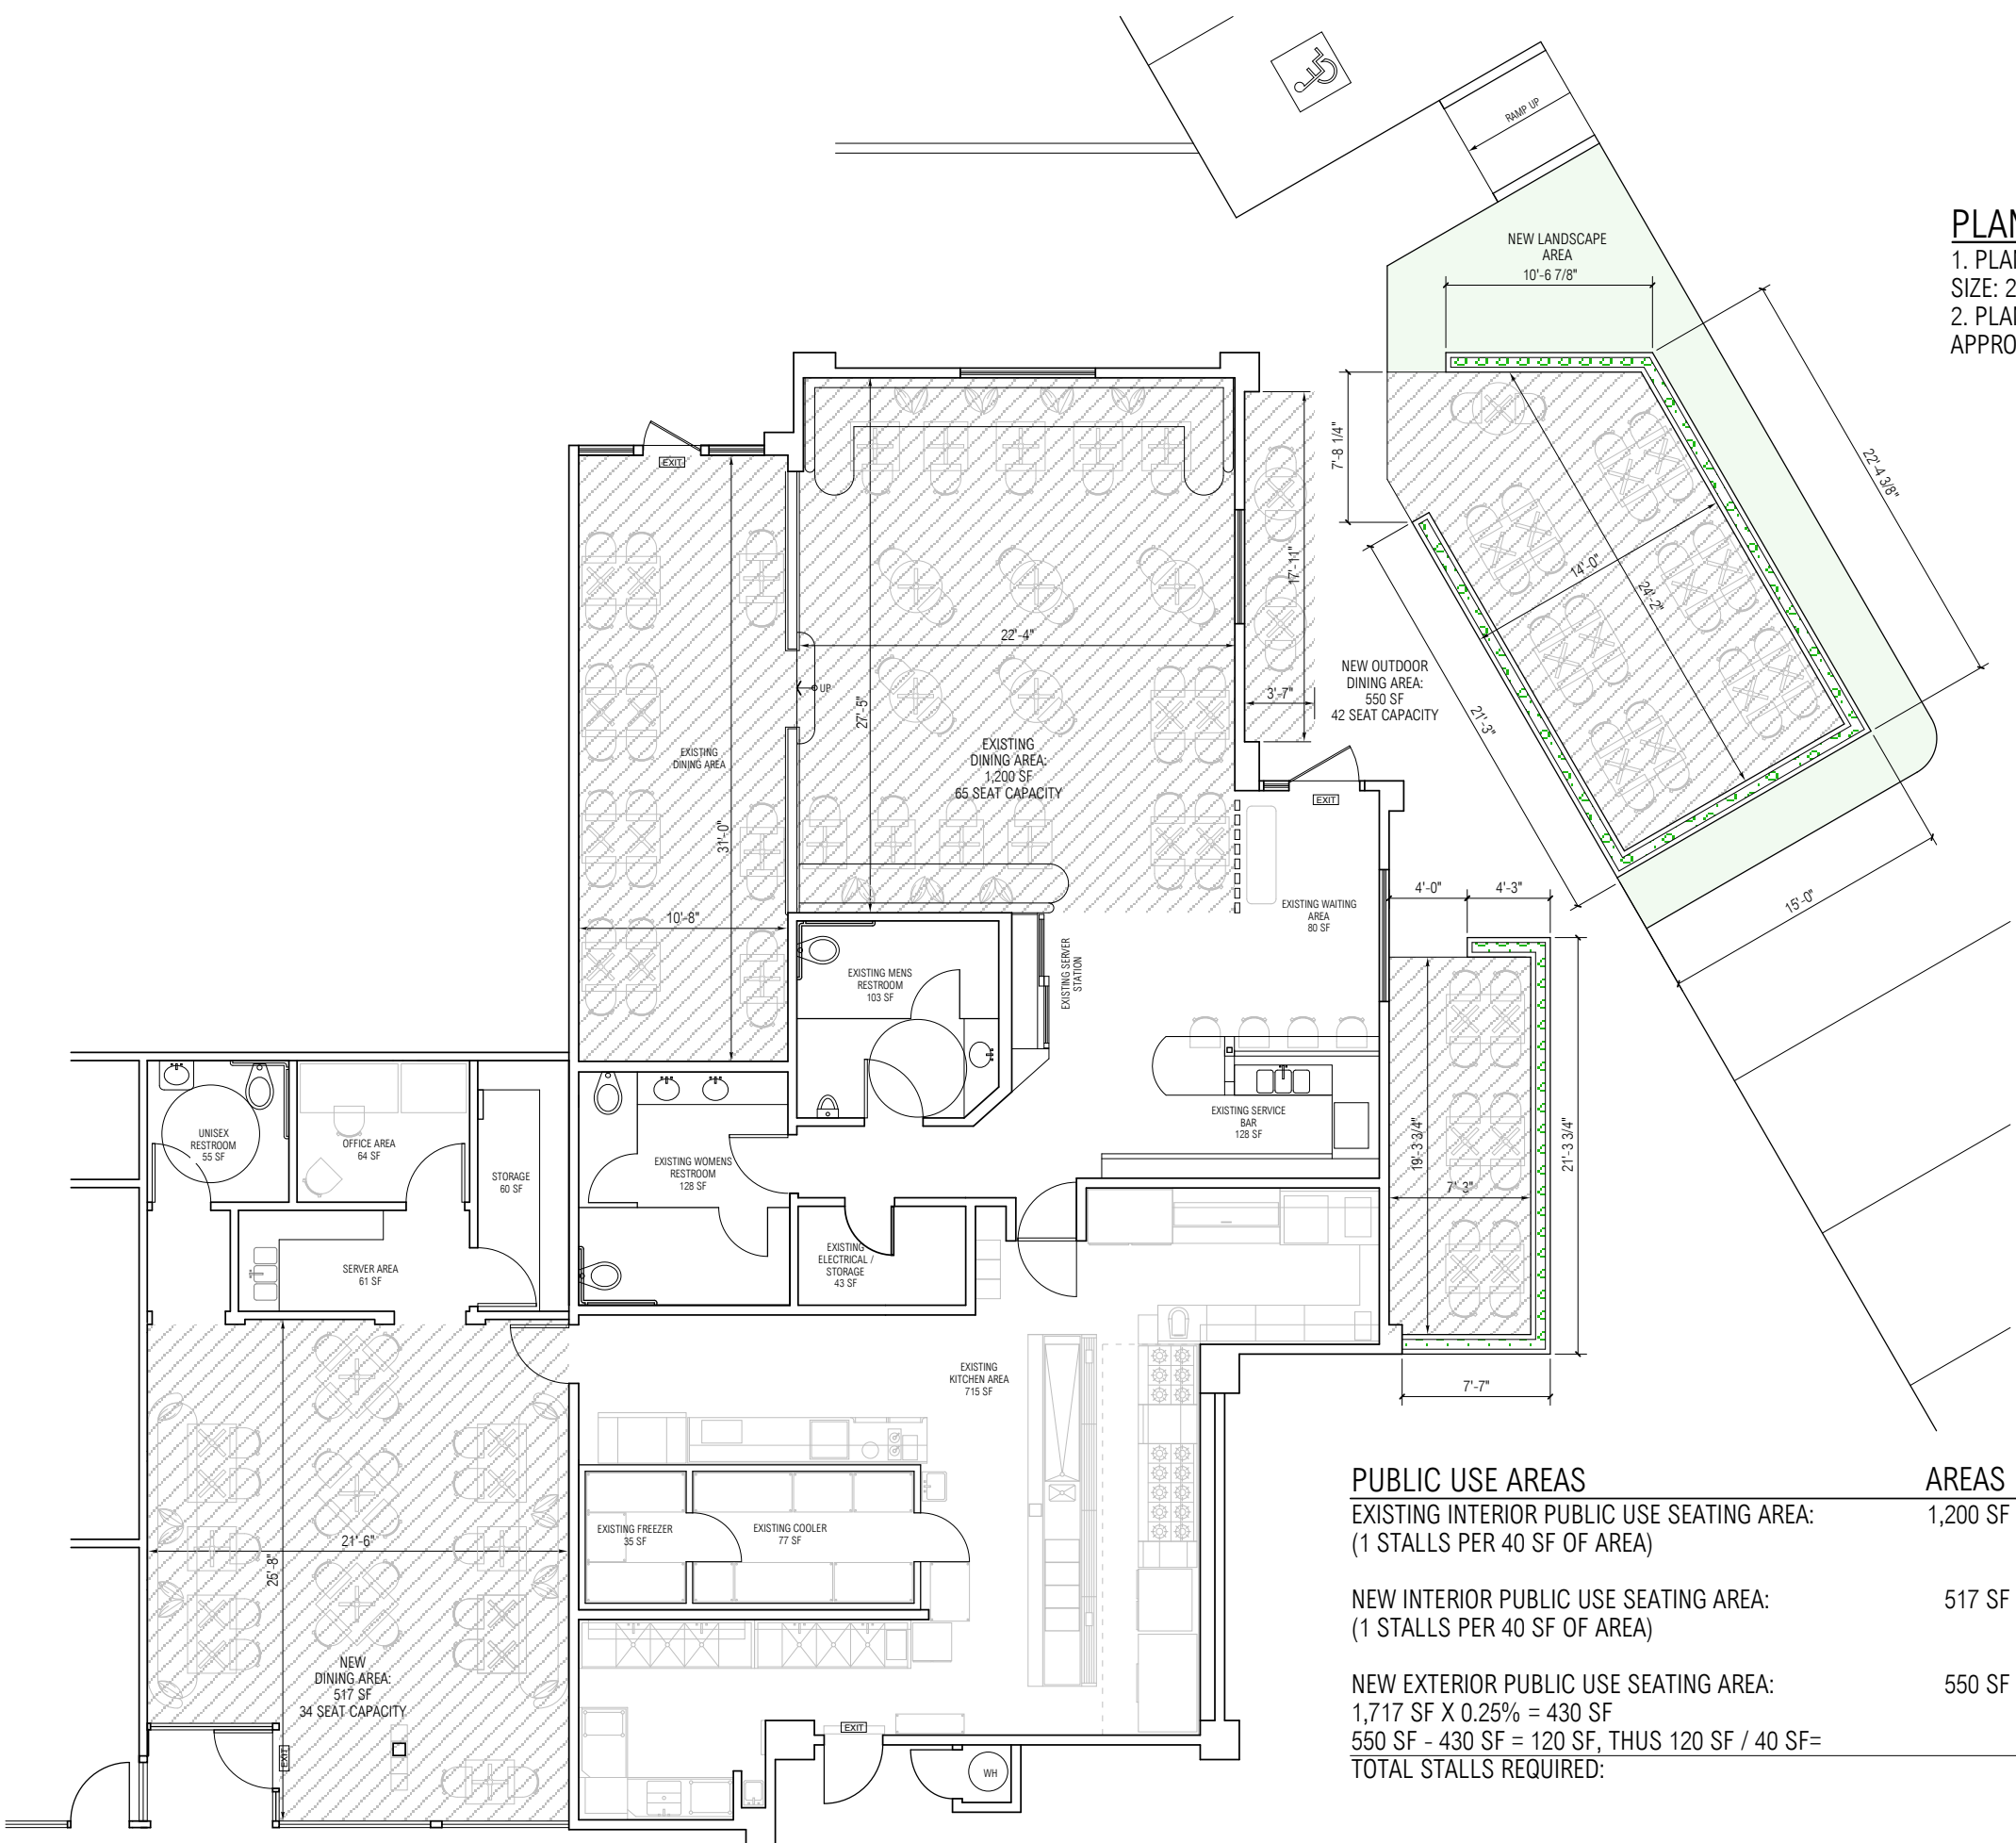 RAMP UP
NEW LANDSCAPE
AREA
10'-6 7/8"
PLAN
1. PLAN
SIZE: 2
2. PLAN
APPRO
22'-4 3/8"
7'-8 1/4"
14'-0"
24'-2"
21'-3"
15'-0"
EXIT
17'-11"
22'-4"
3'-7"
NEW OUTDOOR
DINING AREA:
550 SF
42 SEAT CAPACITY
UP
27'-5"
EXISTING
DINING AREA
EXISTING
DINING AREA:
1,200 SF
65 SEAT CAPACITY
31'-0"
10'-8"
EXIT
EXISTING WAITING
AREA
80 SF
4'-0"
4'-3"
EXISTING MENS
RESTROOM
103 SF
EXISTING SERVER
STATION
UNISEX
RESTROOM
55 SF
OFFICE AREA
64 SF
STORAGE
60 SF
EXISTING WOMENS
RESTROOM
128 SF
EXISTING SERVICE
BAR
128 SF
19'-3 3/4"
21'-3 3/4"
7'-3"
7'-7"
SERVER AREA
61 SF
EXISTING
ELECTRICAL /
STORAGE
43 SF
EXISTING
KITCHEN AREA
715 SF
EXISTING FREEZER
35 SF
EXISTING COOLER
77 SF
21'-6"
25'-8"
NEW
DINING AREA:
517 SF
34 SEAT CAPACITY
EXIT
EXIT
WH
PUBLIC USE AREAS AREAS
EXISTING INTERIOR PUBLIC USE SEATING AREA: 1,200 SF
(1 STALLS PER 40 SF OF AREA)
NEW INTERIOR PUBLIC USE SEATING AREA: 517 SF
(1 STALLS PER 40 SF OF AREA)
NEW EXTERIOR PUBLIC USE SEATING AREA: 550 SF
1,717 SF X 0.25% = 430 SF
550 SF - 430 SF = 120 SF, THUS 120 SF / 40 SF=
TOTAL STALLS REQUIRED: